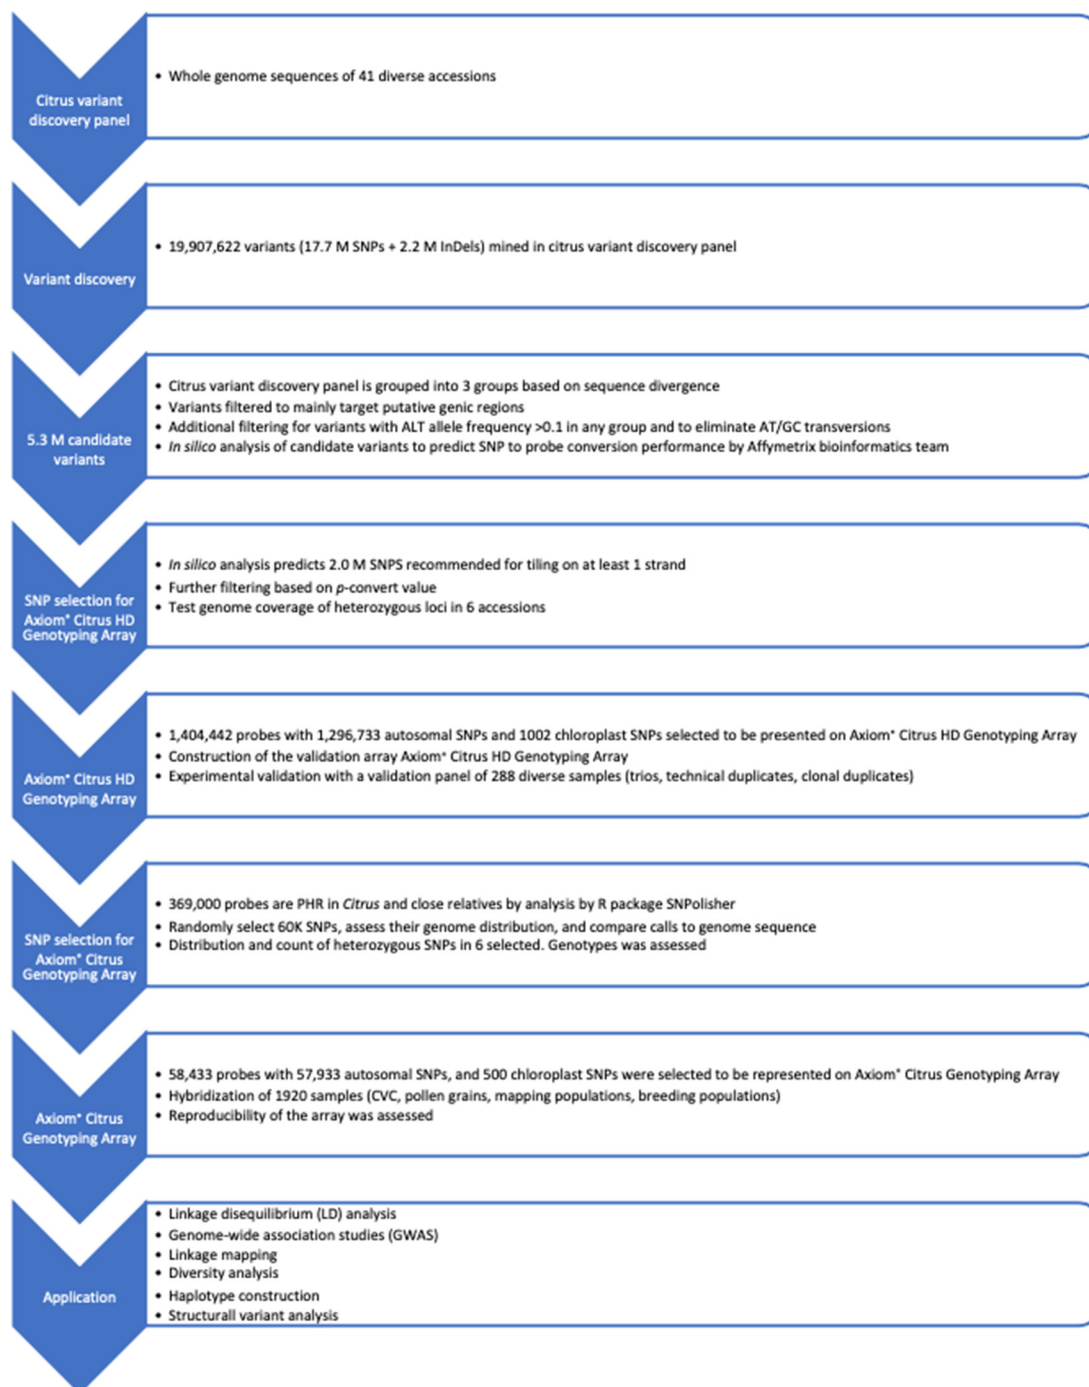 Citrus variant
discovery panel
• Whole genome sequences of 41 diverse accessions
Variant discovery
• 19,907,622 variants (17.7 M SNPs + 2.2 M InDels) mined in citrus variant discovery panel
5.3 M candidate
variants
• Citrus variant discovery panel is grouped into 3 groups based on sequence divergence
• Variants filtered to mainly target putative genic regions
• Additional filtering for variants with ALT allele frequency >0.1 in any group and to eliminate AT/GC transversions
• In silico analysis of candidate variants to predict SNP to probe conversion performance by Affymetrix bioinformatics team
SNP selection for
Axiom® Citrus HD
Genotyping Array
• In silico analysis predicts 2.0 M SNPS recommended for tiling on at least 1 strand
• Further filtering based on p-convert value
• Test genome coverage of heterozygous loci in 6 accessions
Axiom® Citrus HD
Genotyping Array
• 1,404,442 probes with 1,296,733 autosomal SNPs and 1002 chloroplast SNPs selected to be presented on Axiom® Citrus HD Genotyping Array
• Construction of the validation array Axiom® Citrus HD Genotyping Array
• Experimental validation with a validation panel of 288 diverse samples (trios, technical duplicates, clonal duplicates)
SNP selection for
Axiom® Citrus
Genotyping Array
• 369,000 probes are PHR in Citrus and close relatives by analysis by R package SNPolisher
• Randomly select 60K SNPs, assess their genome distribution, and compare calls to genome sequence
• Distribution and count of heterozygous SNPs in 6 selected. Genotypes was assessed
Axiom® Citrus
Genotyping Array
• 58,433 probes with 57,933 autosomal SNPs, and 500 chloroplast SNPs were selected to be represented on Axiom® Citrus Genotyping Array
• Hybridization of 1920 samples (CVC, pollen grains, mapping populations, breeding populations)
• Reproducibility of the array was assessed
Application
• Linkage disequilibrium (LD) analysis
• Genome-wide association studies (GWAS)
• Linkage mapping
• Diversity analysis
• Haplotype construction
• Structurall variant analysis